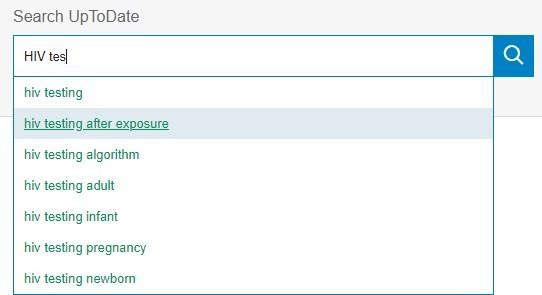 Search UpToDate
HIV tes
hiv testing
hiv testing after exposure
hiv testing algorithm
hiv testing adult
hiv testing infant
hiv testing pregnancy
hiv testing newborn